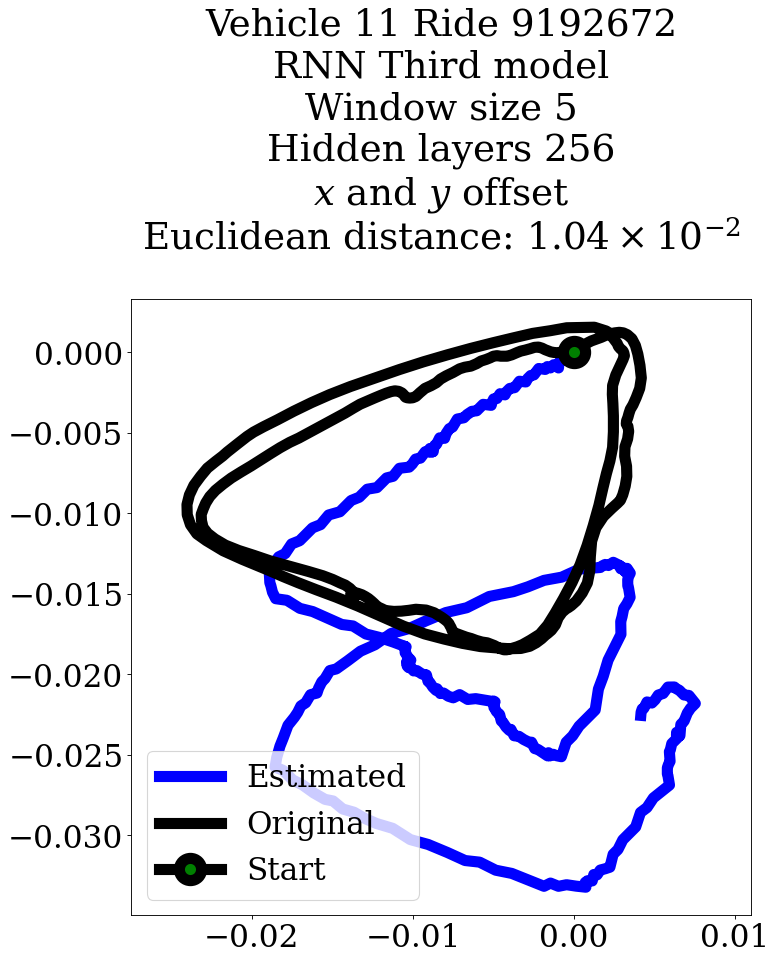 Vehicle 11 Ride 9192672
RNN Third model
Window size 5
Hidden layers 256
x and y offset
Euclidean distance: 1.04 × 10⁻²
0.000
−0.005
−0.010
−0.015
−0.020
−0.025
−0.030
Estimated
Original
Start
−0.02
−0.01
0.00
0.01